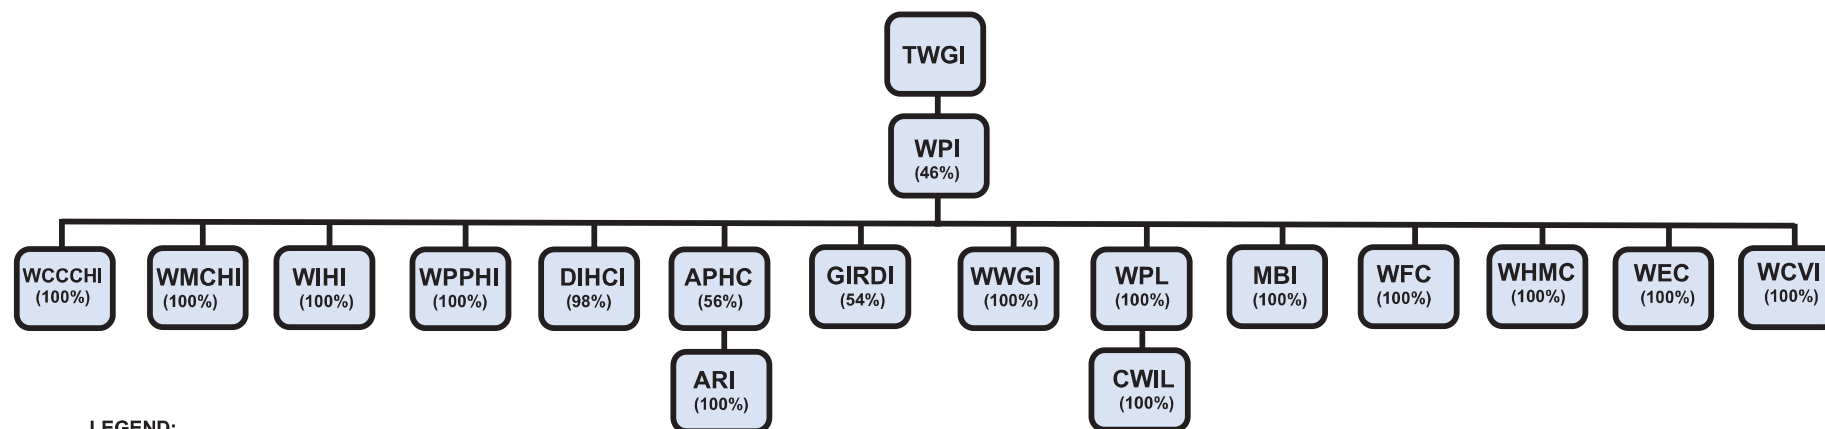 TWGI
WPI
(46%)
WCCCHI
(100%)
WMCHI
(100%)
WIHI
(100%)
WPPHI
(100%)
DIHCI
(98%)
APHC
(56%)
GIRDI
(54%)
WWGI
(100%)
WPL
(100%)
MBI
(100%)
WFC
(100%)
WHMC
(100%)
WEC
(100%)
WCVI
(100%)
ARI
(100%)
CWIL
(100%)
LEGEND: